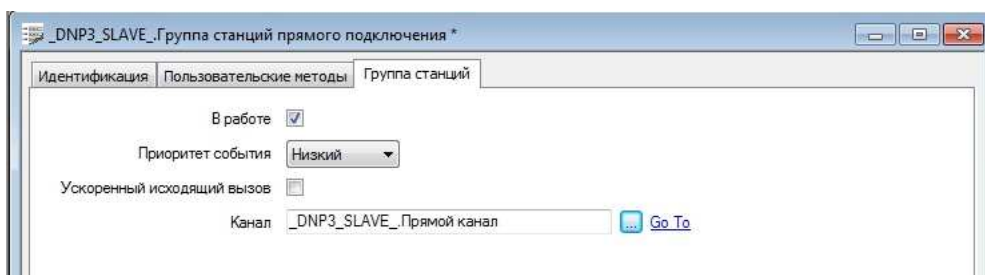 _DNP3_SLAVE_.Группа станций прямого подключения *
Идентификация Пользовательские методы Группа станций
В работе
Приоритет события Низкий
Ускоренный исходящий вызов
Канал _DNP3_SLAVE_.Прямой канал ... Go To